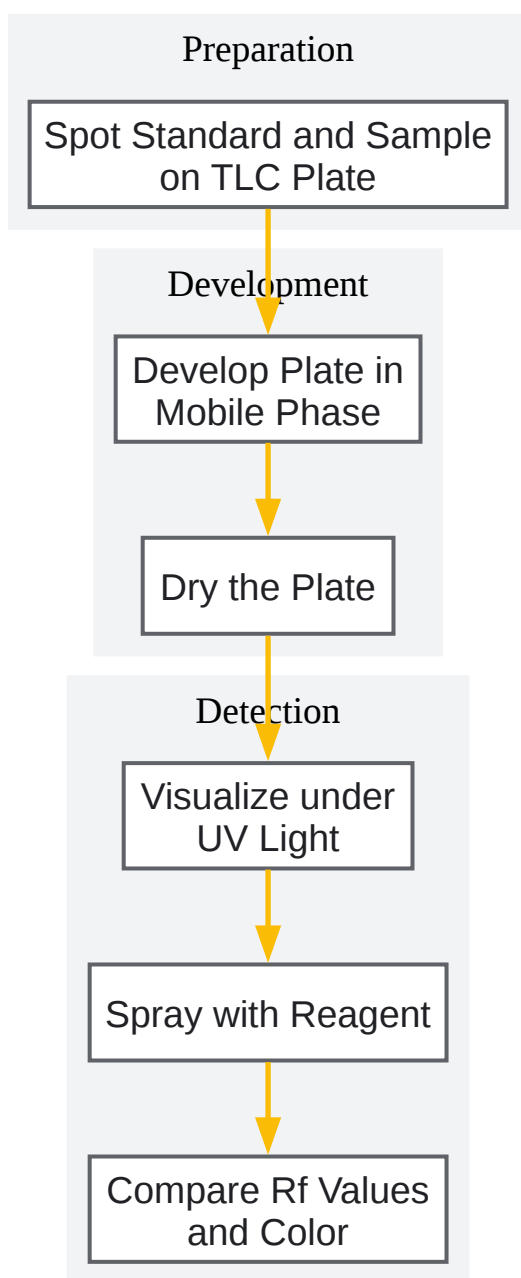 Preparation
Spot Standard and Sample
on TLC Plate
Development
Develop Plate in
Mobile Phase
Dry the Plate
Detection
Visualize under
UV Light
Spray with Reagent
Compare Rf Values
and Color